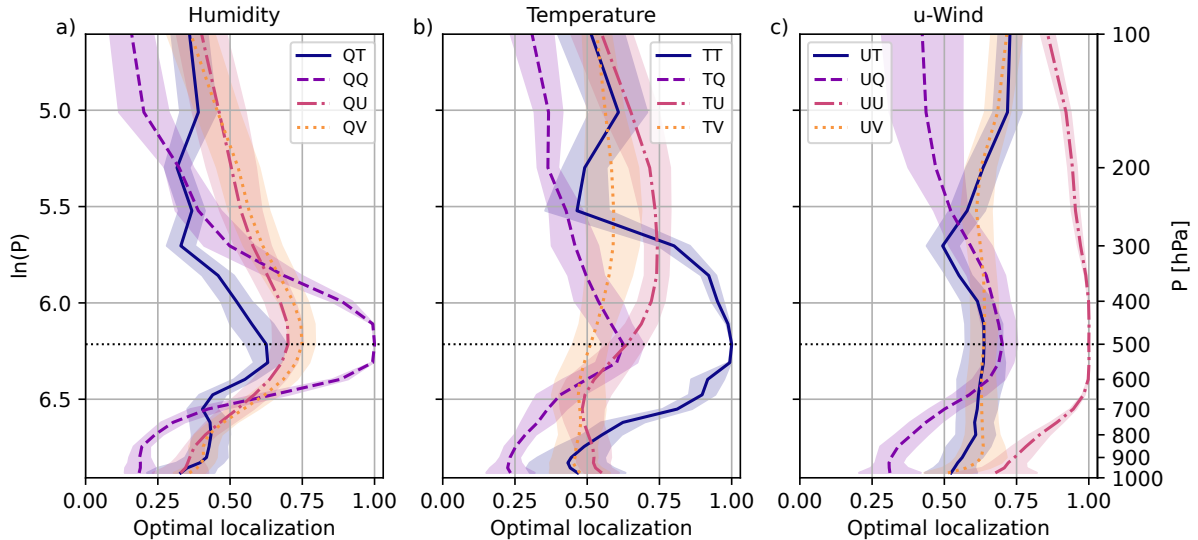 Humidity
Temperature
u-Wind
a)
b)
c)
QT
QQ
QU
QV
TT
TQ
TU
TV
UT
UQ
UU
UV
ln(P)
5.0
5.5
6.0
6.5
100
200
300
400
500
600
700
800
900
1000
P [hPa]
0.00 0.25 0.50 0.75 1.00
0.00 0.25 0.50 0.75 1.00
0.00 0.25 0.50 0.75 1.00
Optimal localization
Optimal localization
Optimal localization